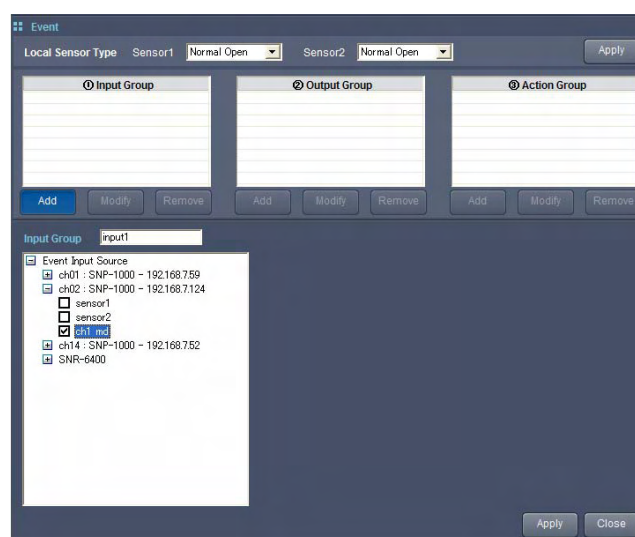 Event
Local Sensor Type Sensor1 Normal Open Sensor2 Normal Open Apply
① Input Group ② Output Group ③ Action Group
Add Modify Remove Add Modify Remove Add Modify Remove
Input Group input1
Event Input Source
ch01 : SNP-1000 - 192.168.7.59
ch02 : SNP-1000 - 192.168.7.124
sensor1
sensor2
ch1 md
ch14 : SNP-1000 - 192.168.7.52
SNR-6400
Apply Close